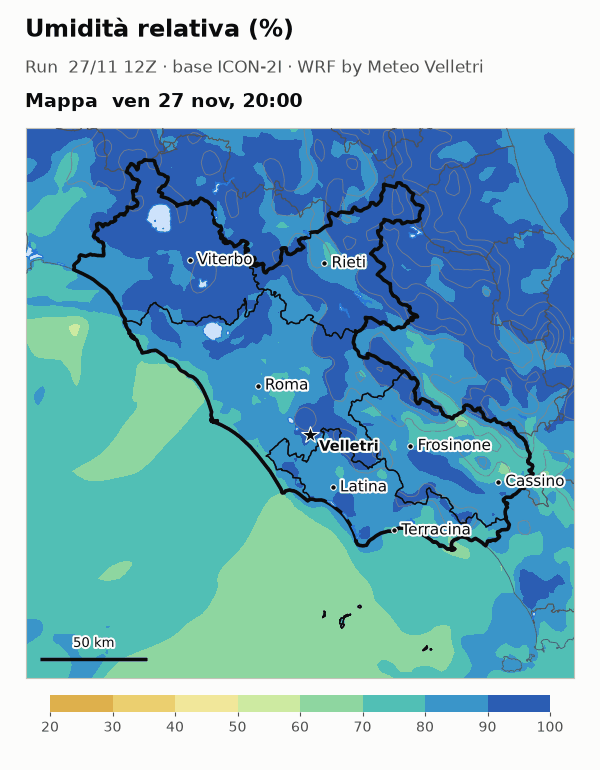 Umidità relativa (%)
Run  27/11 12Z · base ICON-2I · WRF by Meteo Velletri
Mappa  ven 27 nov, 20:00
Viterbo
Rieti
Roma
Velletri
Frosinone
Latina
Cassino
Terracina
50 km
20 30 40 50 60 70 80 90 100